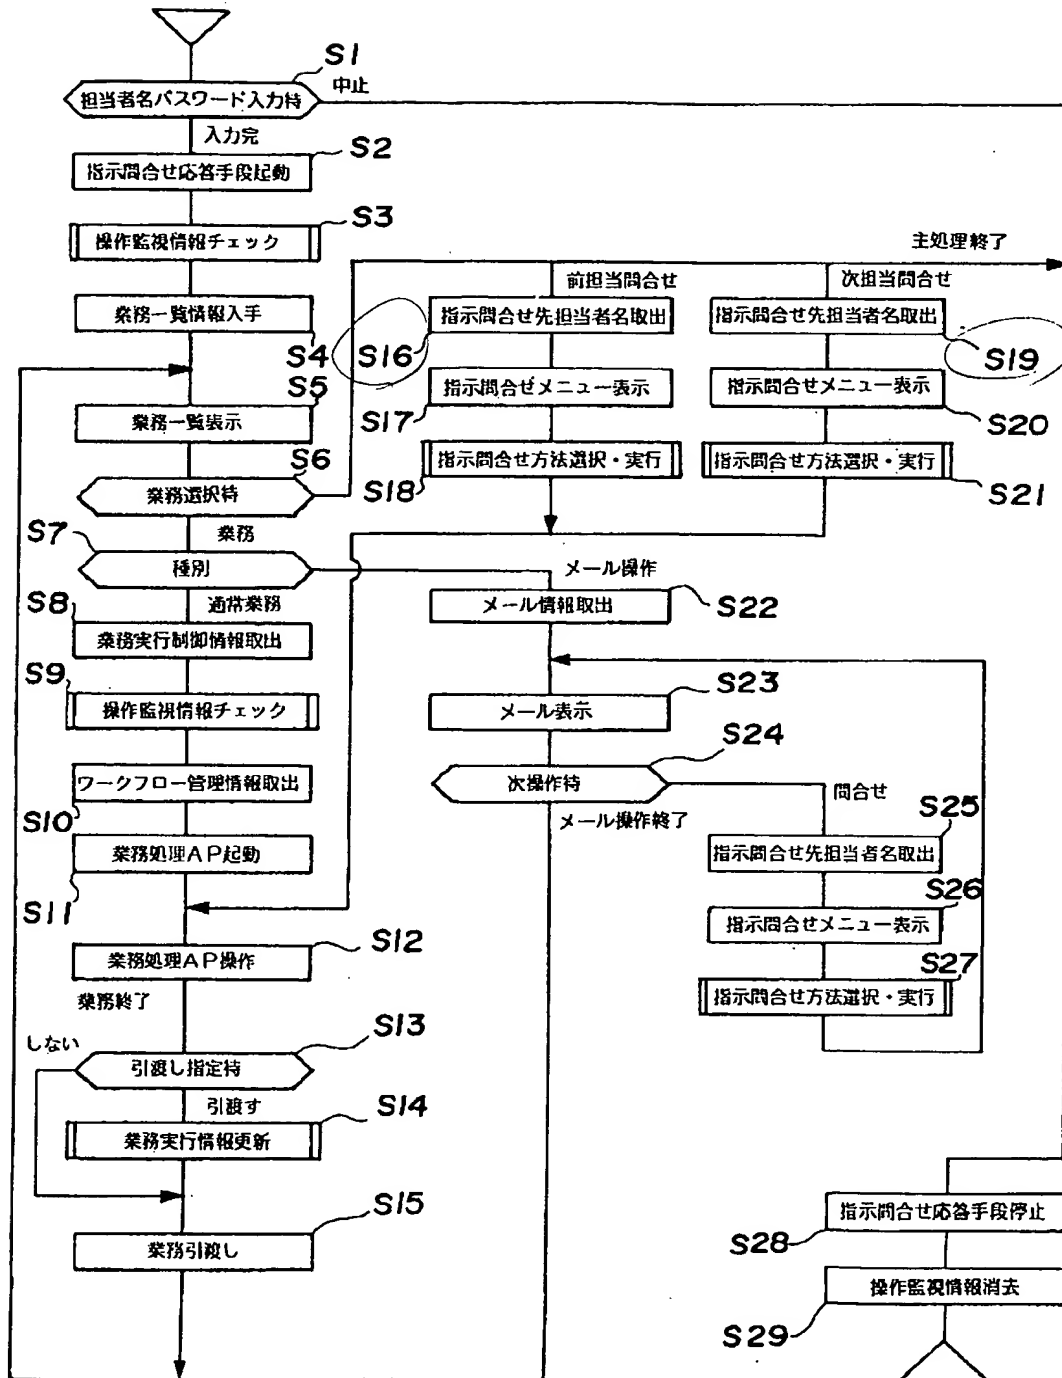 S1
中止
担当者名パスワード入力待
入力完
S2
指示問合せ応答手段起動
S3
操作監視情報チェック
主処理終了
前担当問合せ
次担当問合せ
業務一覧情報入手
S4
指示問合せ先担当者名取出
S16
指示問合せ先担当者名取出
S19
S5
業務一覧表示
指示問合せメニュー表示
S17
指示問合せメニュー表示
S20
S6
業務選択待
指示問合せ方法選択・実行
S18
指示問合せ方法選択・実行
S21
業務
S7
種別
メール操作
通常業務
S8
業務実行制御情報取出
メール情報取出
S22
S9
操作監視情報チェック
S23
メール表示
S24
ワークフロー管理情報取出
S10
次操作待
問合せ
メール操作終了
S25
業務処理AP起動
S11
指示問合せ先担当者名取出
S26
指示問合せメニュー表示
S12
業務処理AP操作
業務終了
S27
指示問合せ方法選択・実行
S13
しない
引渡し指定待
引渡す
S14
業務実行情報更新
S15
業務引渡し
指示問合せ応答手段停止
S28
操作監視情報消去
S29